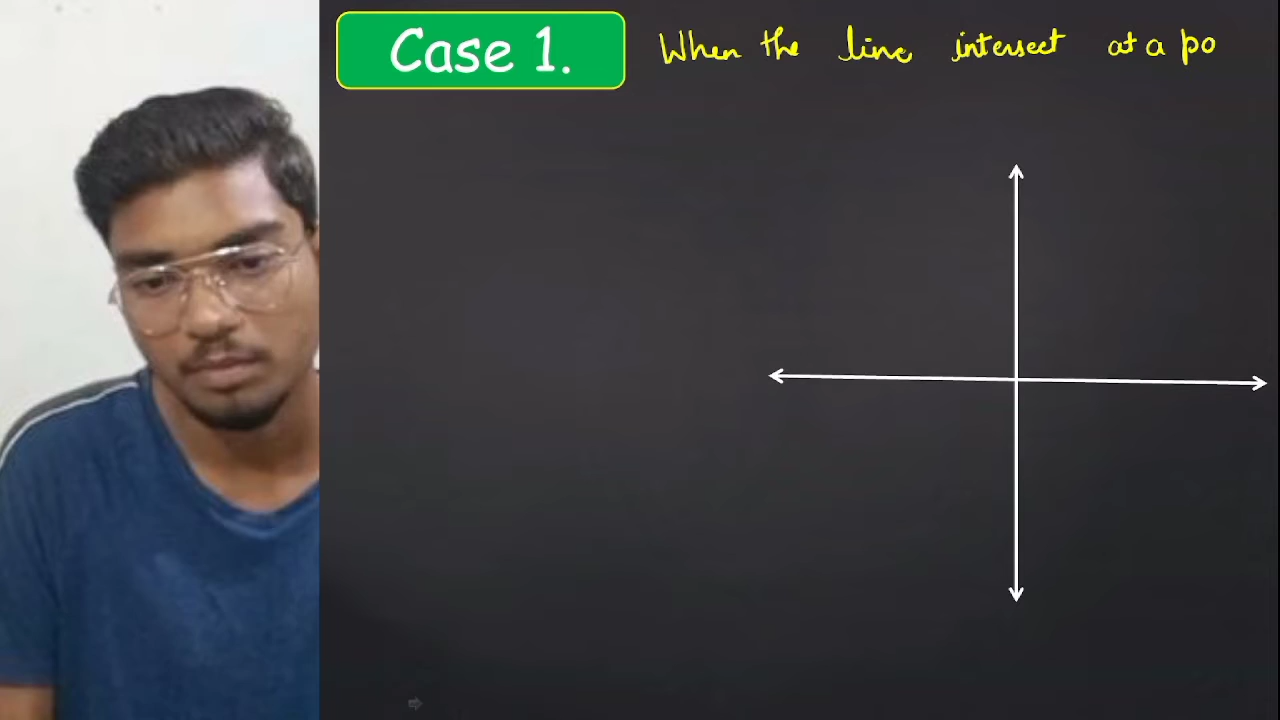 Case 1.
When the line intersect at a po